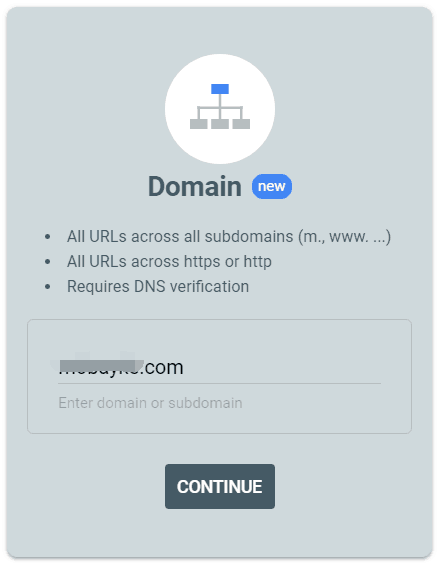 Domain new
All URLs across all subdomains (m., www. ...)
All URLs across https or http
Requires DNS verification
.com
Enter domain or subdomain
CONTINUE